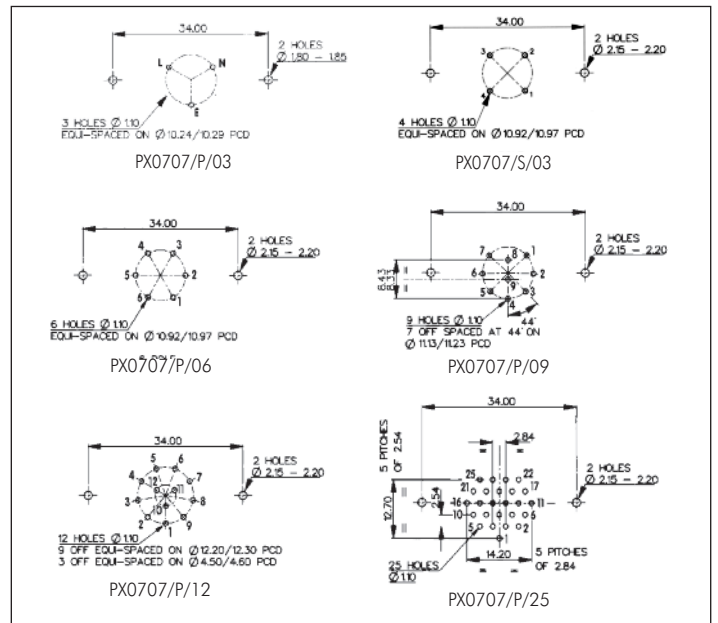 34.00
2 HOLES
Ø 1.80 – 1.85
L
N
E
3 HOLES Ø 1.10
EQUI-SPACED ON Ø 10.24/10.29 PCD
PX0707/P/03
34.00
2 HOLES
Ø 2.15 – 2.20
3
2
4
1
4 HOLES Ø 1.10
EQUI-SPACED ON Ø 10.92/10.97 PCD
PX0707/S/03
34.00
2 HOLES
Ø 2.15 – 2.20
4
3
5
2
6
1
6 HOLES Ø 1.10
EQUI-SPACED ON Ø 10.92/10.97 PCD
PX0707/P/06
34.00
2 HOLES
Ø 2.15 – 2.20
8.43
8.33
7
8
1
6
2
9
5
3
4
44°
9 HOLES Ø 1.10
7 OFF SPACED AT 44° ON
Ø 11.13/11.23 PCD
PX0707/P/09
34.00
2 HOLES
Ø 2.15 – 2.20
5
6
4
12
11
7
3
8
10
2
9
1
12 HOLES Ø 1.10
9 OFF EQUI-SPACED ON Ø 12.20/12.30 PCD
3 OFF EQUI-SPACED ON Ø 4.50/4.60 PCD
PX0707/P/12
34.00
5 PITCHES
OF 2.54
2.84
2 HOLES
Ø 2.15 – 2.20
25
22
21
17
12.70
2.54
16
11
10
6
5
2
1
25 HOLES
Ø 1.10
14.20
5 PITCHES
OF 2.84
PX0707/P/25